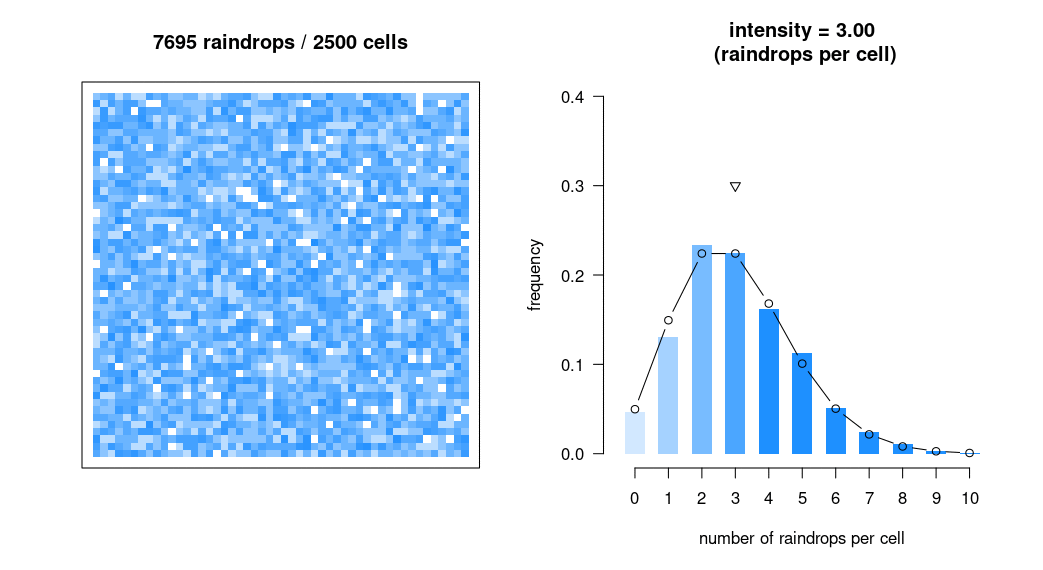 7695 raindrops / 2500 cells
intensity = 3.00
(raindrops per cell)
frequency
0.4
0.3
0.2
0.1
0.0
0 1 2 3 4 5 6 7 8 9 10
number of raindrops per cell